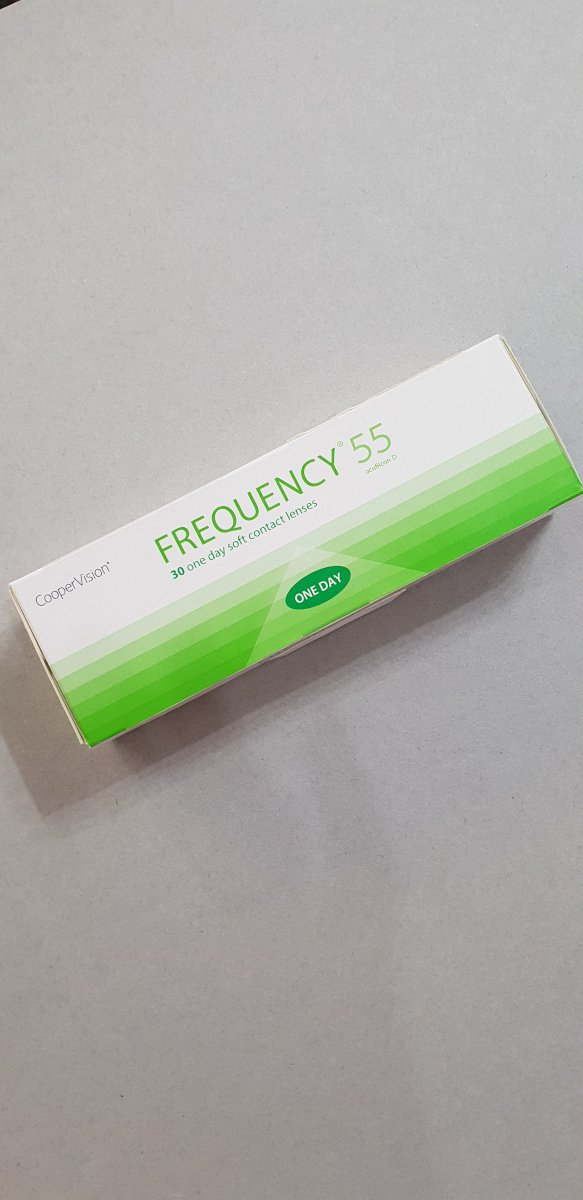 CooperVision®
FREQUENCY® 55
ocufilcon D
30 one day soft contact lenses
ONE DAY